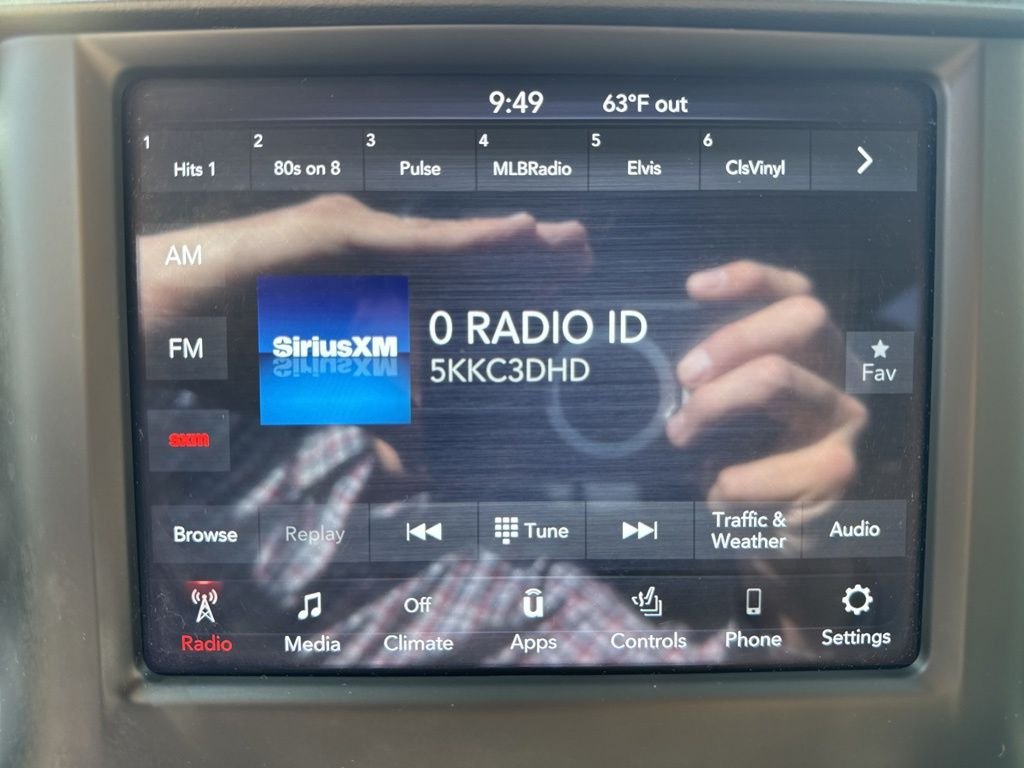 9:49 63°F out
1 Hits 1
2 80s on 8
3 Pulse
4 MLBRadio
5 Elvis
6 ClsVinyl
AM
FM
sxm
SiriusXM
0 RADIO ID
5KKC3DHD
Fav
Browse
Replay
Tune
Traffic &
Weather
Audio
Radio
Media
Off
Climate
Apps
Controls
Phone
Settings